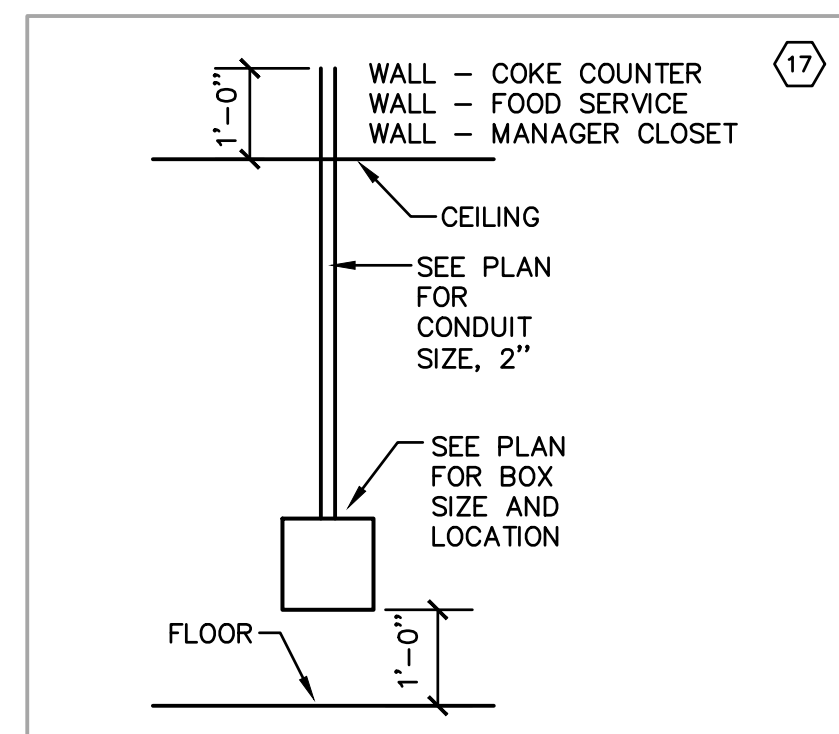 1'-0"
WALL - COKE COUNTER
WALL - FOOD SERVICE
WALL - MANAGER CLOSET
17
CEILING
SEE PLAN
FOR
CONDUIT
SIZE, 2"
SEE PLAN
FOR BOX
SIZE AND
LOCATION
FLOOR
1'-0"